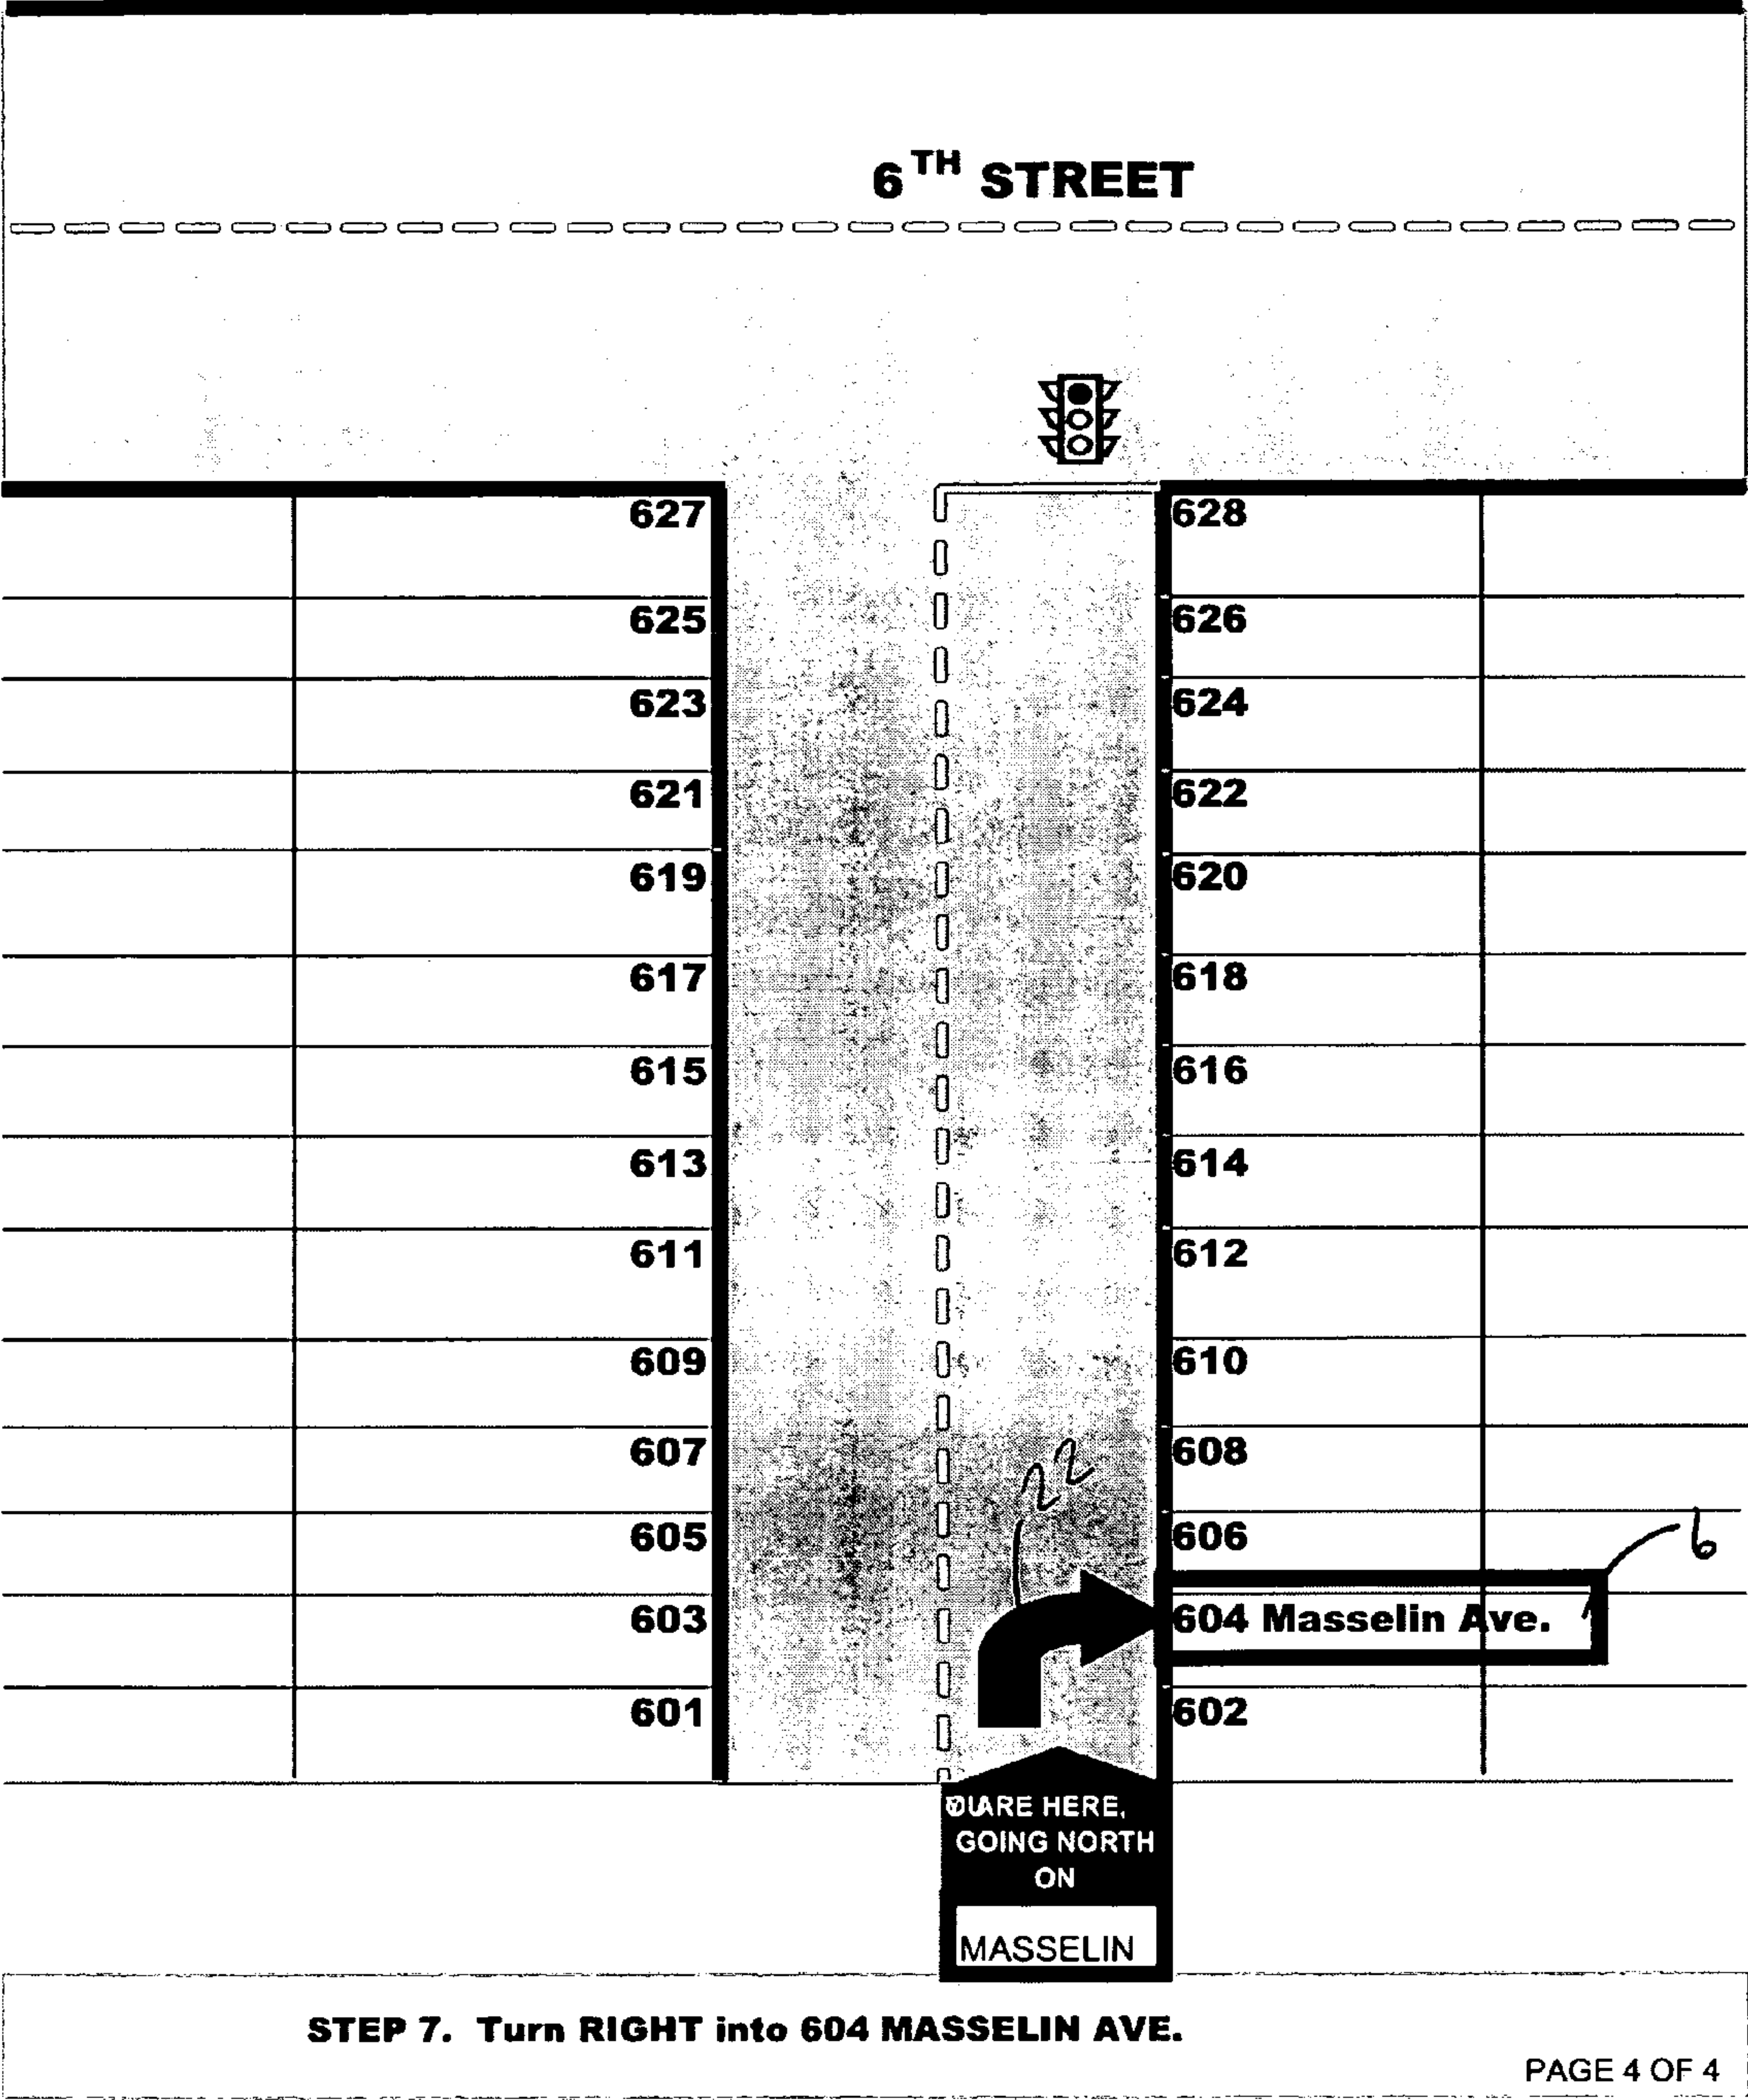 6TH STREET
627 628
625 626
623 624
621 622
619 620
617 618
615 616
613 614
611 612
609 610
607 608
22
605 606
6
603 604 Masselin Ave.
601 602
ARE HERE,
GOING NORTH
ON
MASSELIN
STEP 7. Turn RIGHT into 604 MASSELIN AVE.
PAGE 4 OF 4